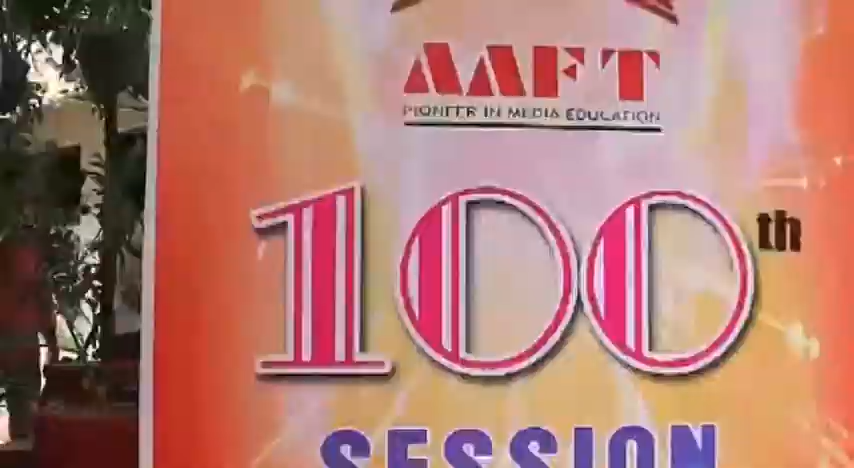 AAFT
PIONEER IN MEDIA EDUCATION
100th
SESSION